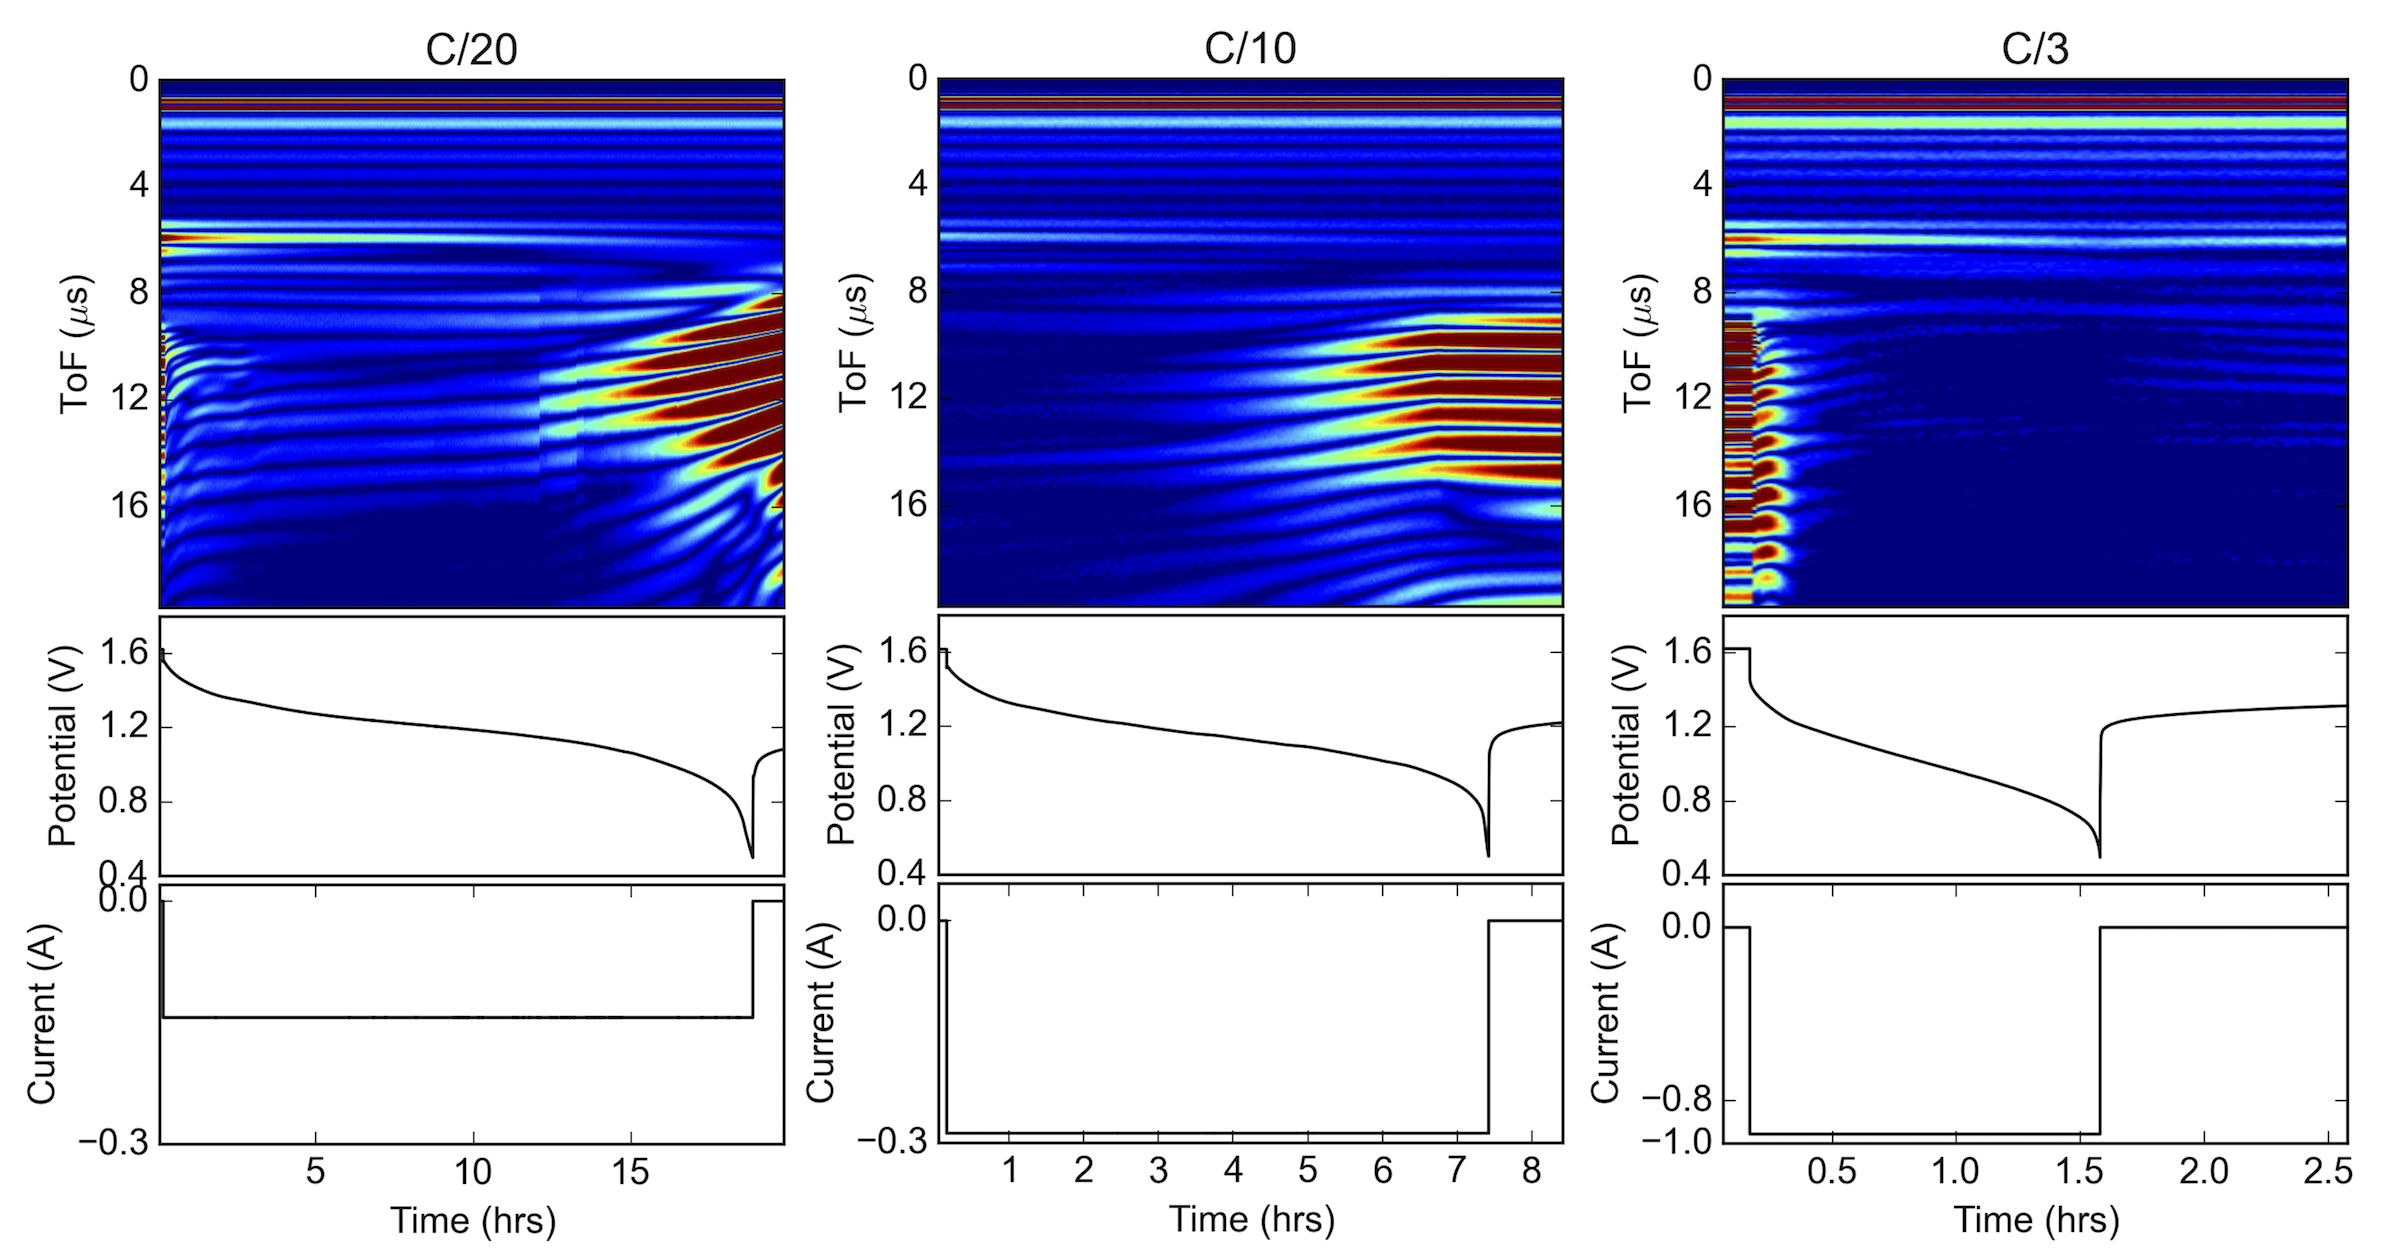 C/20 C/10 C/3
0 0 0
4 4 4
8 8 8
12 12 12
16 16 16
ToF (μs) ToF (μs) ToF (μs)
1.6 1.6 1.6
1.2 1.2 1.2
0.8 0.8 0.8
0.4 0.4 0.4
Potential (V) Potential (V) Potential (V)
0.0 0.0 0.0
−0.8
−0.3 −0.3 −1.0
Current (A) Current (A) Current (A)
5 10 15 1 2 3 4 5 6 7 8 0.5 1.0 1.5 2.0 2.5
Time (hrs) Time (hrs) Time (hrs)